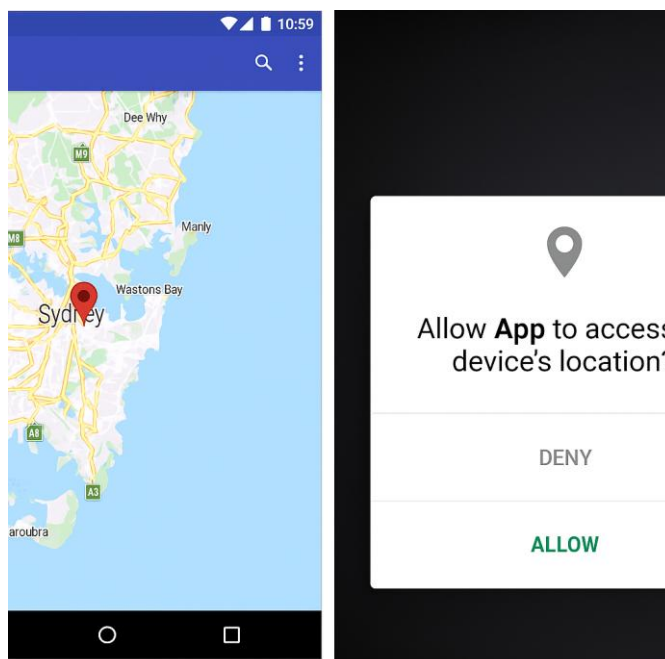 10:59
Dee Why
M9
Manly
M8
Wastons Bay
Sydney
A8
A3
aroubra
Allow App to access
device's location?
DENY
ALLOW